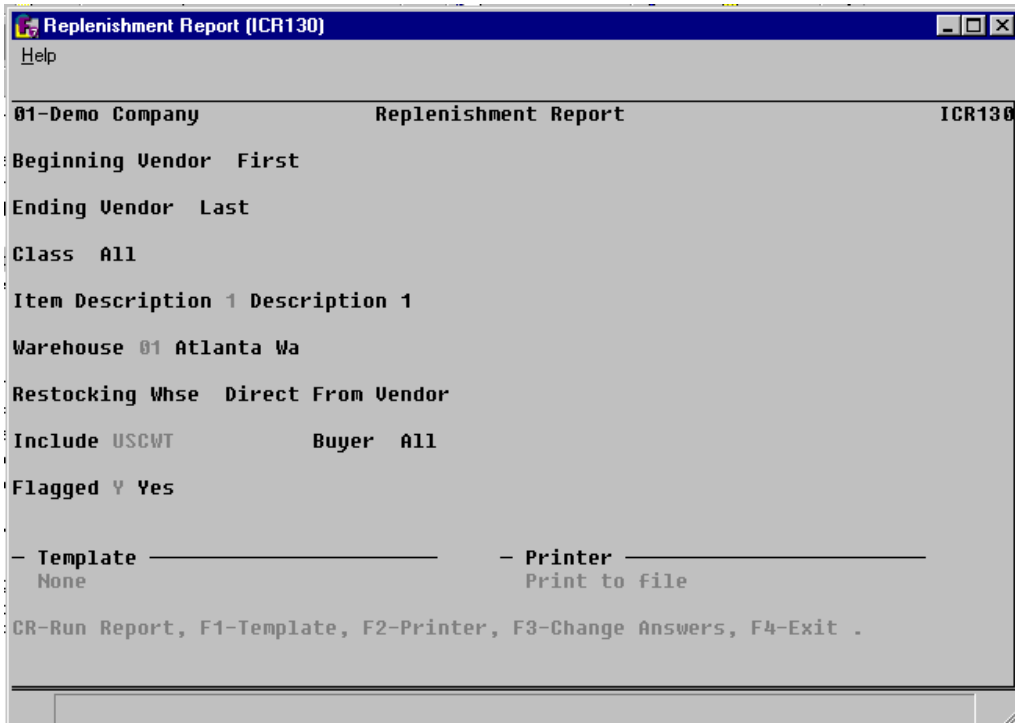 Replenishment Report (ICR130)
Help
01-Demo Company Replenishment Report ICR130
Beginning Vendor First
Ending Vendor Last
Class All
Item Description 1 Description 1
Warehouse 01 Atlanta Wa
Restocking Whse Direct From Vendor
Include USCWT Buyer All
Flagged Y Yes
Template Printer
None Print to file
CR-Run Report, F1-Template, F2-Printer, F3-Change Answers, F4-Exit .